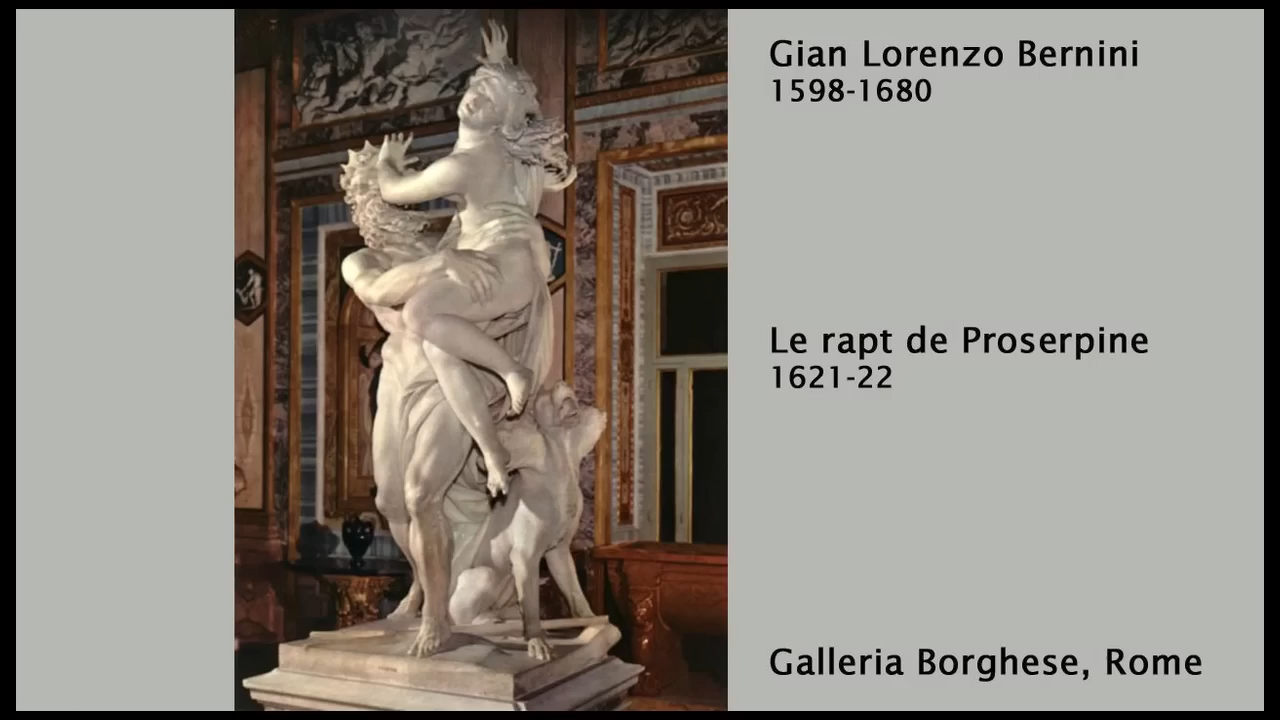 Gian Lorenzo Bernini
1598-1680
Le rapt de Proserpine
1621-22
Galleria Borghese, Rome